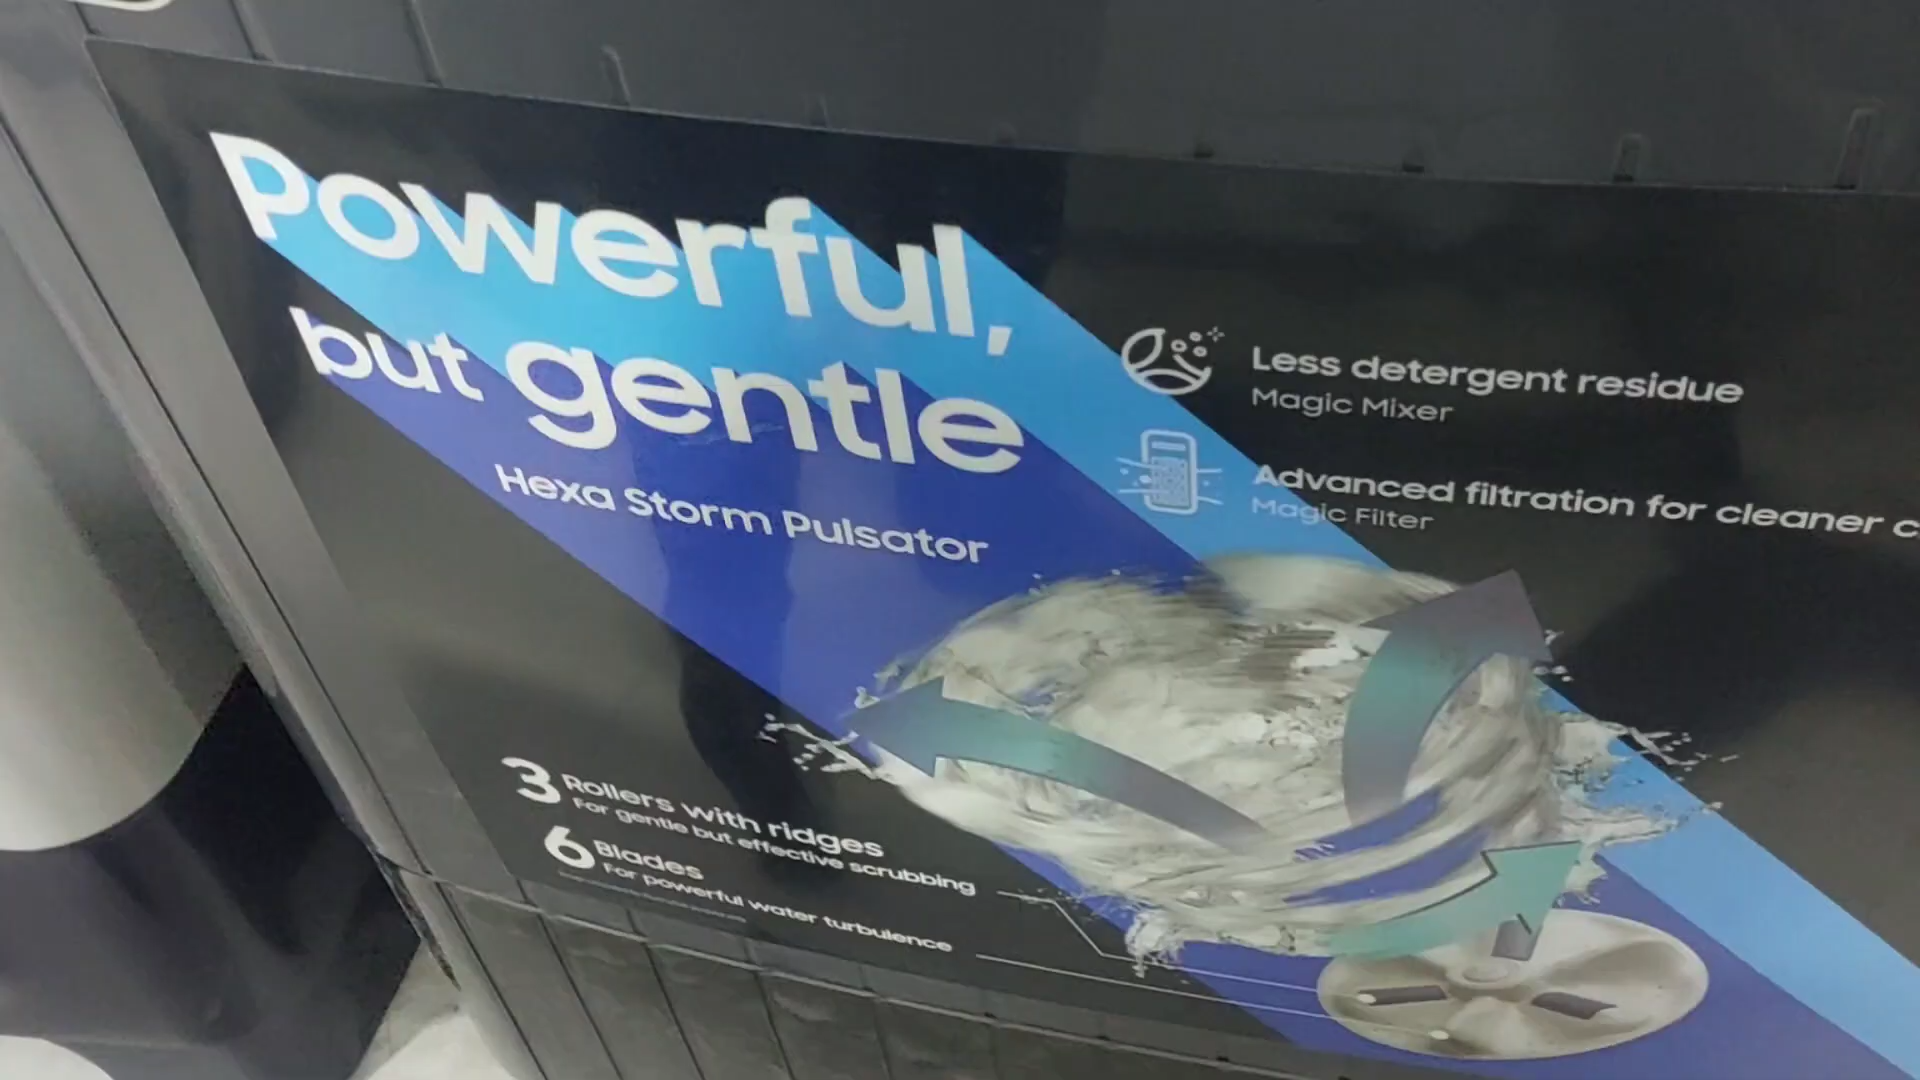 Powerful,
but gentle
Hexa Storm Pulsator
Less detergent residue
Magic Mixer
Advanced filtration for cleaner
Magic Filter
3 Rollers with ridges
For gentle but effective scrubbing
6 Blades
For powerful water turbulence